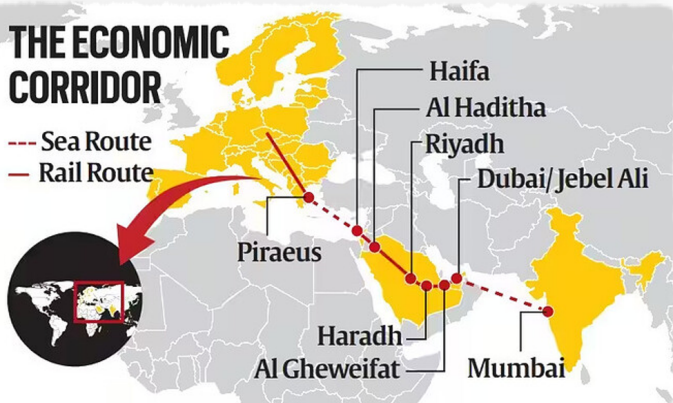 THE ECONOMIC
CORRIDOR
Sea Route
Rail Route
Haifa
Al Haditha
Riyadh
Dubai/Jebel Ali
Piraeus
Haradh
Al Gheweifat
Mumbai